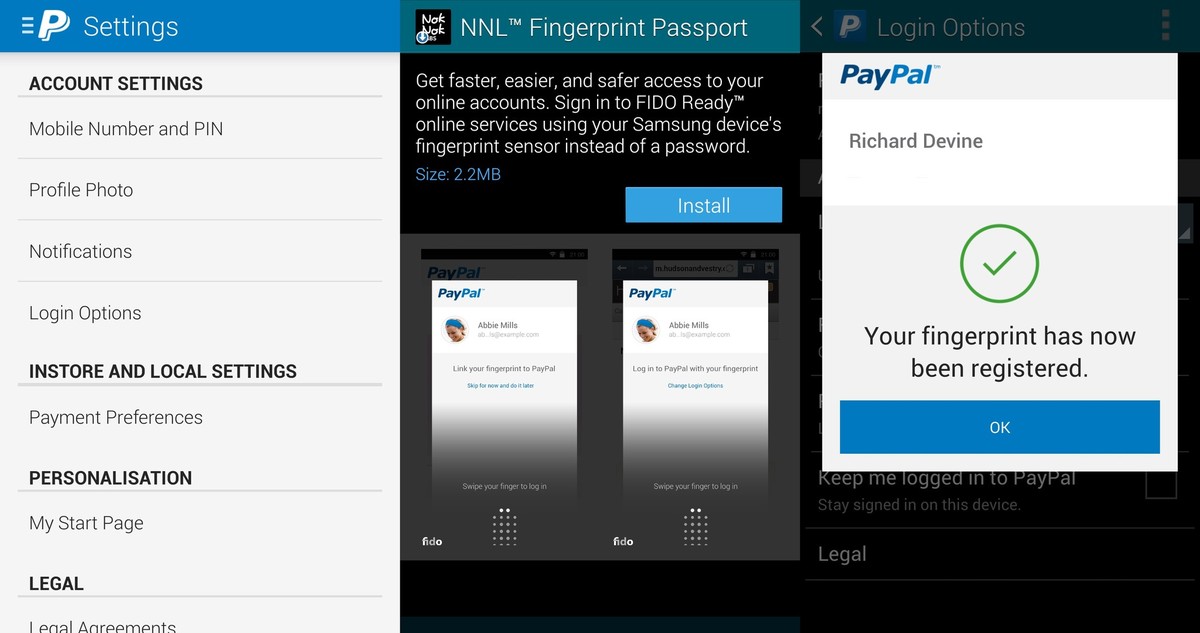 Settings
ACCOUNT SETTINGS
Mobile Number and PIN
Profile Photo
Notifications
Login Options
INSTORE AND LOCAL SETTINGS
Payment Preferences
PERSONALISATION
My Start Page
LEGAL
Legal Agreements
Nok
Nok
NNL™ Fingerprint Passport
Get faster, easier, and safer access to your
online accounts. Sign in to FIDO Ready™
online services using your Samsung device's
fingerprint sensor instead of a password.
Size: 2.2MB
Install
PayPal
PayPal™
Abbie Mills
ab...ls@example.com
Link your fingerprint to PayPal
Skip for now and do it later
Swipe your finger to log in
fido
m.hudsonandvestry.c
PayPal™
Abbie Mills
ab...ls@example.com
Log in to PayPal with your fingerprint
Change Login Options
Swipe your finger to log in
fido
Login Options
PayPal™
Richard Devine
Your fingerprint has now
been registered.
OK
Keep me logged in to PayPal
Stay signed in on this device.
Legal